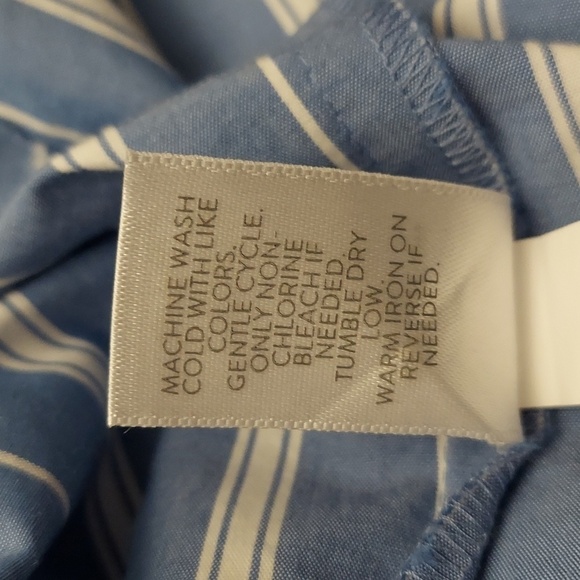 MACHINE WASH
COLD WITH LIKE
COLORS.
GENTLE CYCLE.
ONLY NON-
CHLORINE
BLEACH IF
NEEDED.
TUMBLE DRY
LOW.
WARM IRON ON
REVERSE IF
NEEDED.